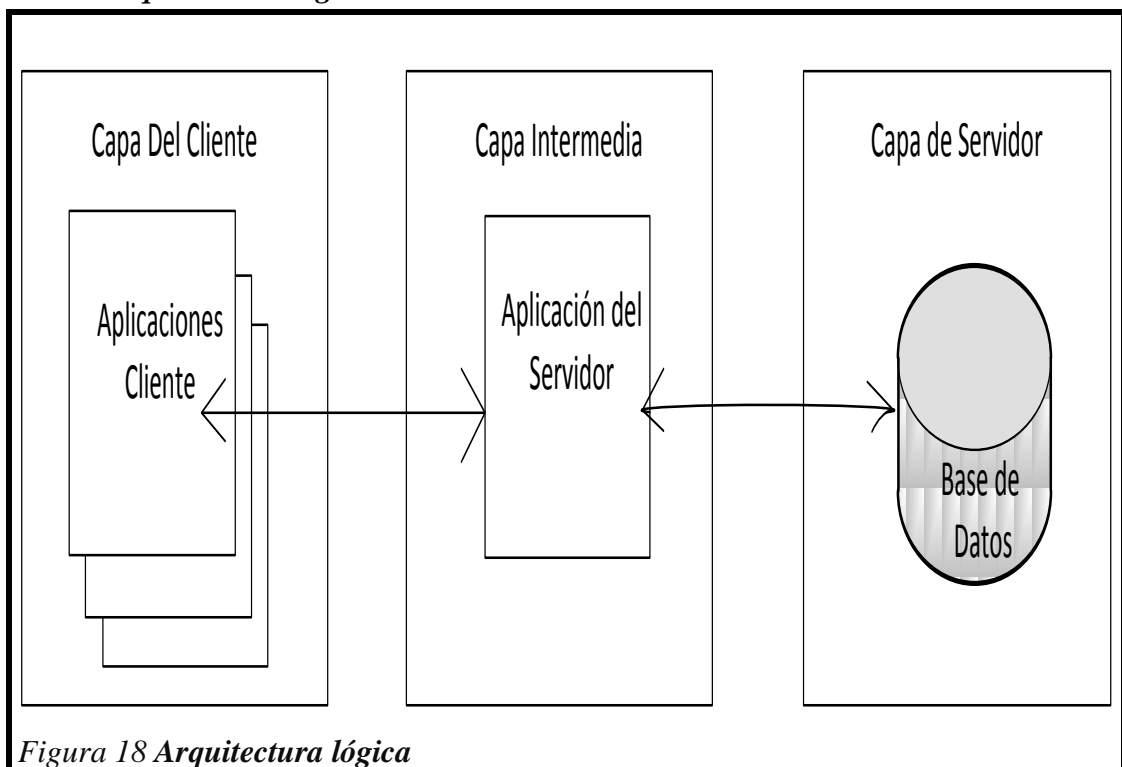 Capa Del Cliente
Capa Intermedia
Capa de Servidor
Aplicaciones
Cliente
Aplicación del
Servidor
Base de
Datos
Figura 18 Arquitectura lógica